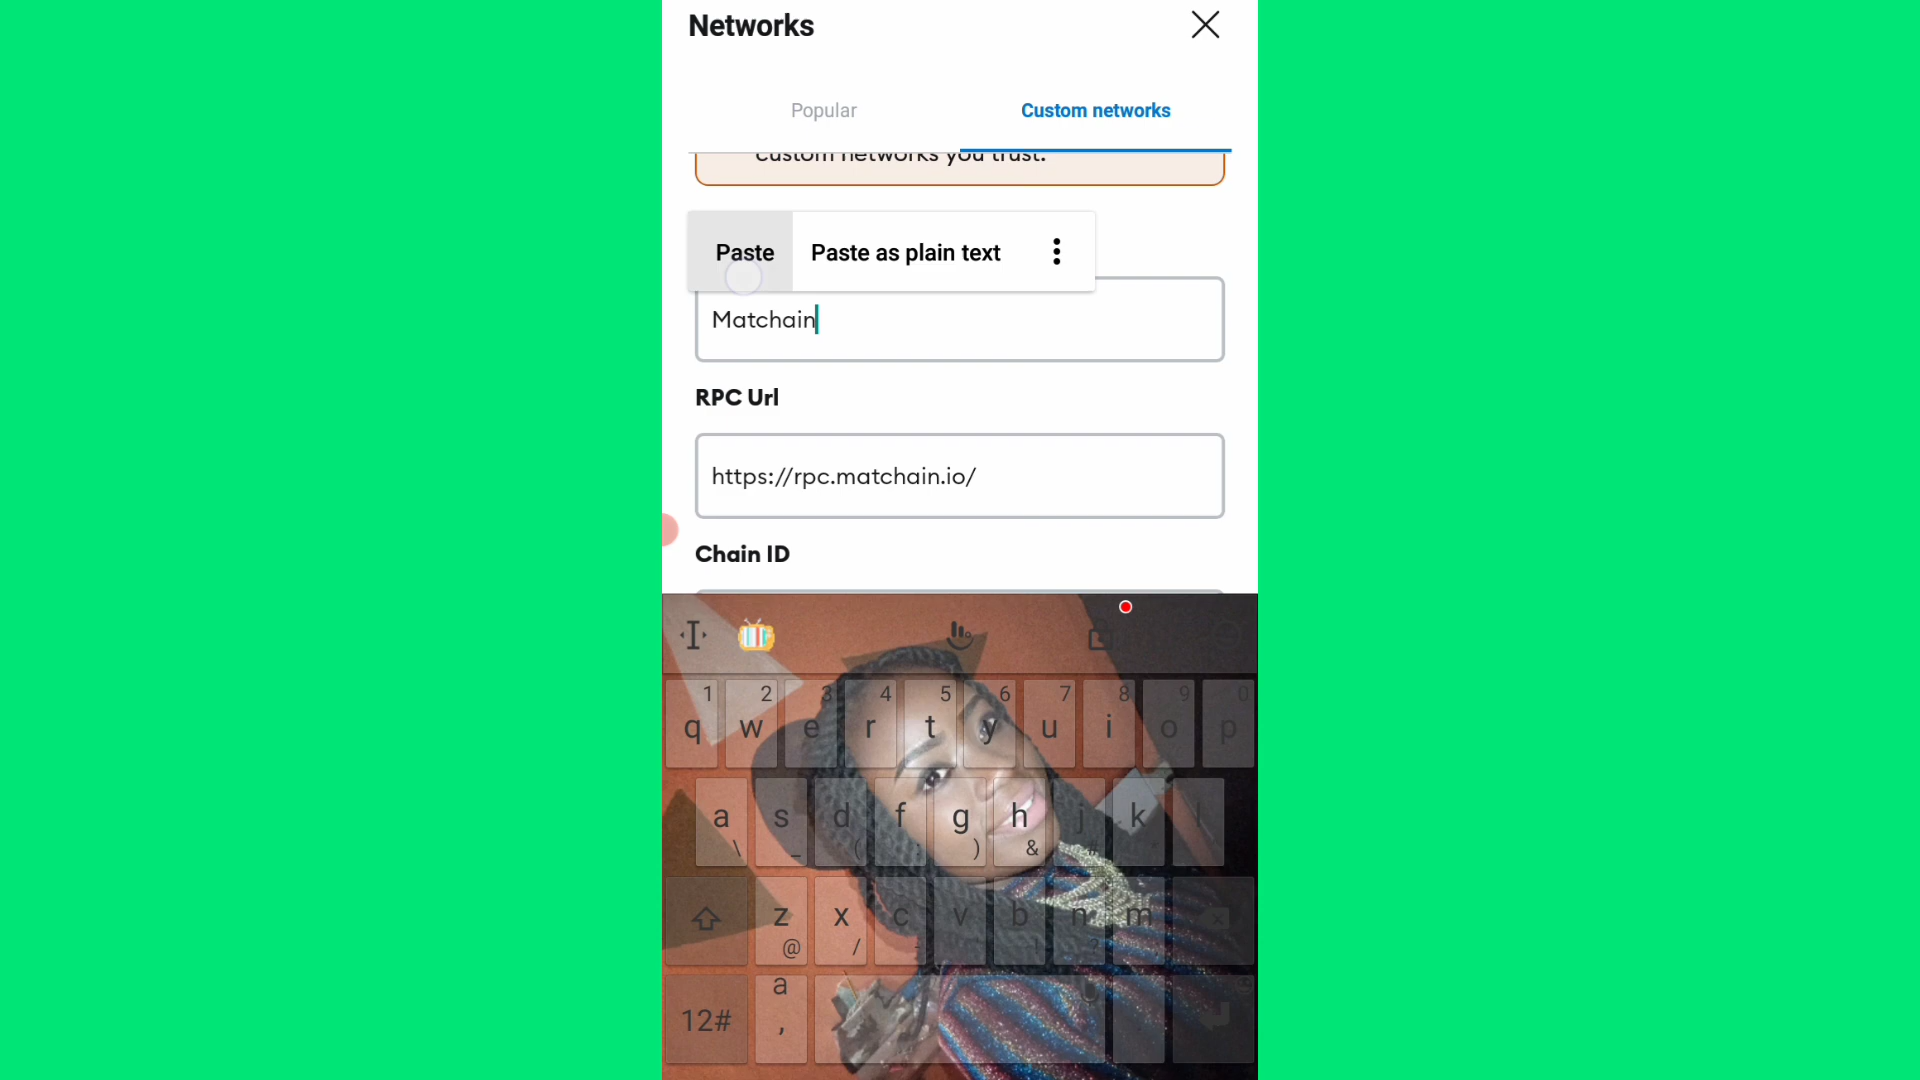 Networks
Popular
Custom networks
custom networks you trust.
Paste
Paste as plain text
Matchain
RPC Url
https://rpc.matchain.io/
Chain ID
1 2 3 4 5 6 7 8 9 0
q w e r t y u i o p
a s d f g h j k l
\ _ ( : ) & #
z x c v b n m
@ / - ' ! ?
a
12# ,